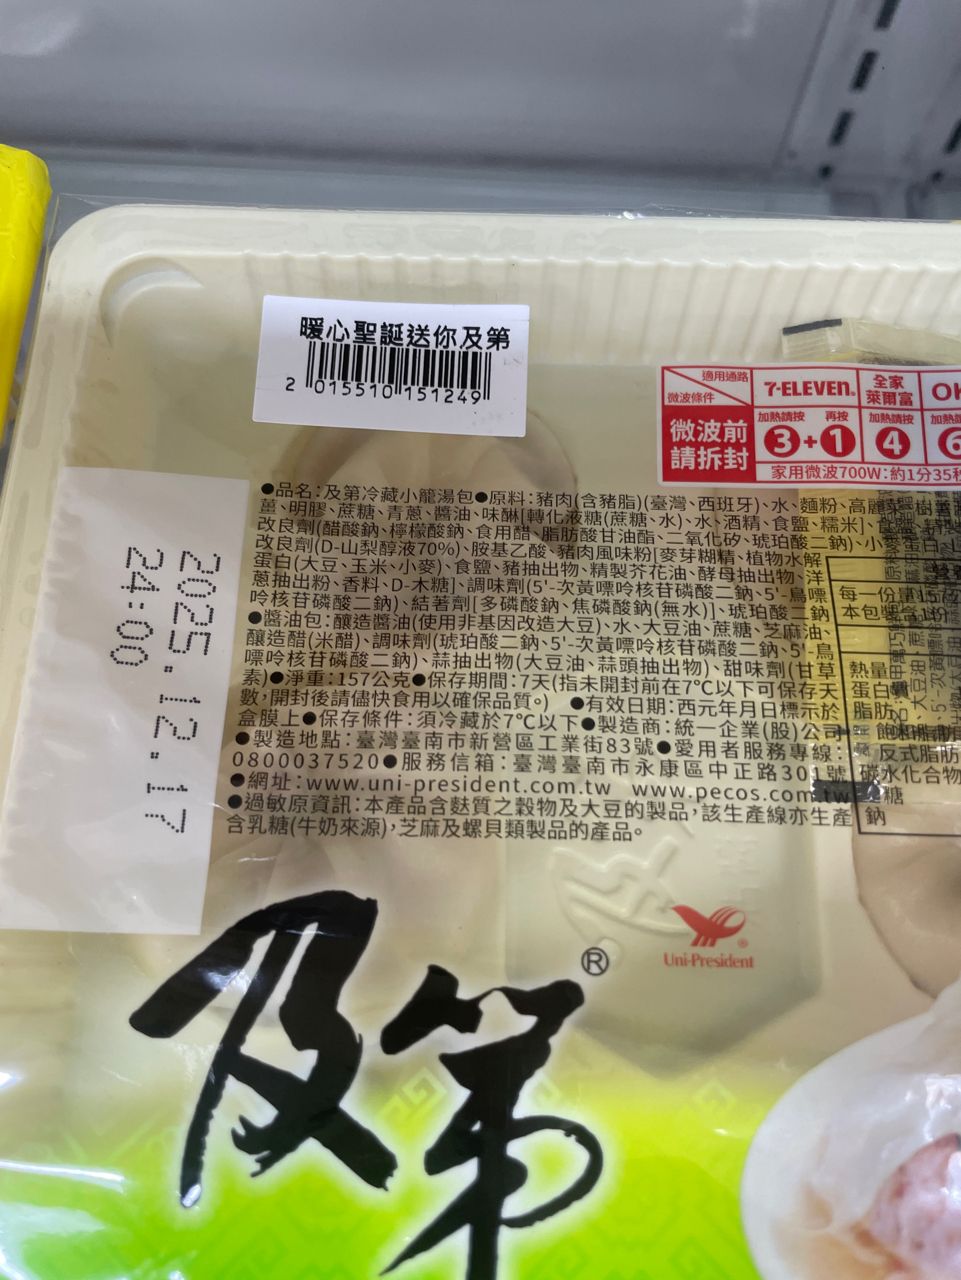 暖心聖誕送你及第
2 015510 151249
適用通路
微波條件
7-ELEVEN
全家
萊爾富
OK
微波前
請拆封
加熱請按 再按
3+1
加熱請按
4
6
家用微波700W:約1分35秒
2025.12.17
24:00
●品名:及第冷藏小籠湯包●原料:豬肉(含豬脂)(臺灣、西班牙)、水、麵粉、高麗菜、
薑、明膠、蔗糖、青蔥、醬油、味醂[轉化液糖(蔗糖、水)、水、酒精、食鹽、糯米]、
改良劑(醋酸鈉、檸檬酸鈉、食用醋、脂肪酸甘油酯、二氧化矽、琥珀酸二鈉)、小麥
改良劑(D-山梨醇液70%)、胺基乙酸、豬肉風味粉[麥芽糊精、植物水解
蛋白(大豆、玉米、小麥)、食鹽、豬抽出物、精製芥花油、酵母抽出物、洋
蔥抽出粉、香料、D-木糖]、調味劑(5'-次黃嘌呤核苷磷酸二鈉、5'-鳥嘌
呤核苷磷酸二鈉)、結著劑[多磷酸鈉、焦磷酸鈉(無水)]、琥珀酸二鈉
●醬油包:釀造醬油(使用非基因改造大豆)、水、大豆油、蔗糖、芝麻油、
釀造醋(米醋)、調味劑(琥珀酸二鈉、5'-次黃嘌呤核苷磷酸二鈉、5'-鳥
嘌呤核苷磷酸二鈉)、蒜抽出物(大豆油、蒜頭抽出物)、甜味劑(甘草
素)●淨重:157公克●保存期間:7天(指未開封前在7℃以下可保存天
數,開封後請儘快食用以確保品質。) ●有效日期:西元年月日標示於
盒膜上●保存條件:須冷藏於7℃以下●製造商:統一企業(股)公司
●製造地點:臺灣臺南市新營區工業街83號●愛用者服務專線:
0800037520●服務信箱:臺灣臺南市永康區中正路301號
●網址:www.uni-president.com.tw www.pecos.com.tw
●過敏原資訊:本產品含麩質之穀物及大豆的製品,該生產線亦生產
含乳糖(牛奶來源),芝麻及螺貝類製品的產品。
每一份量
本包裝含1份
熱量
蛋白質
脂肪
飽和脂肪
反式脂肪
碳水化合物
糖
鈉
及第®
Uni-President®